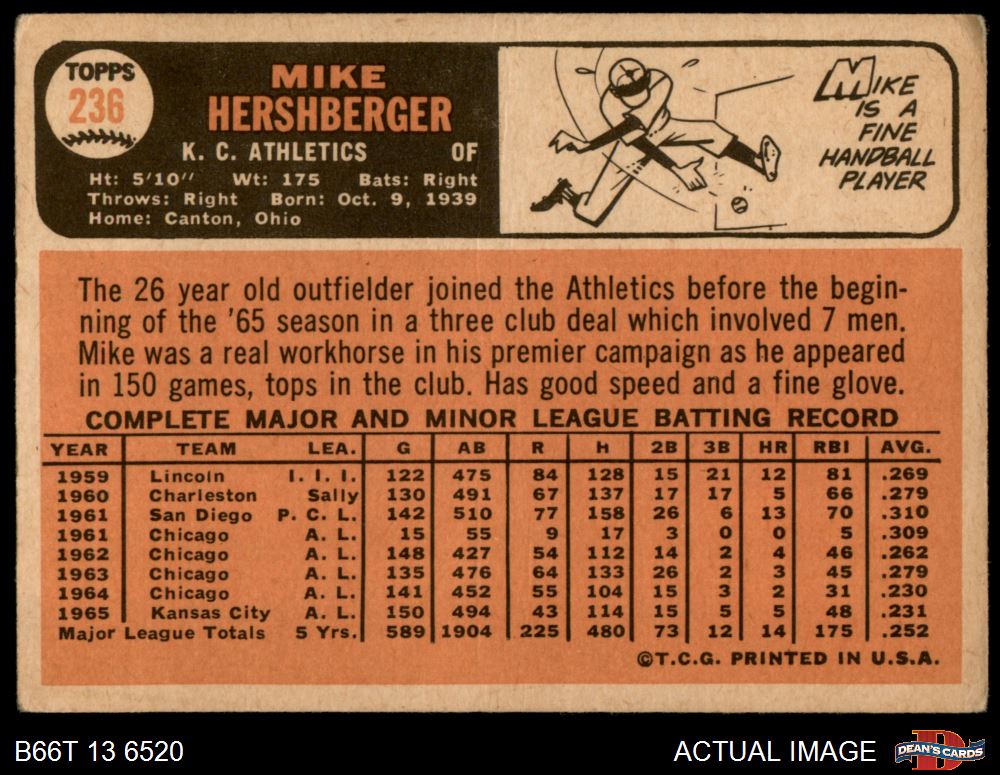 TOPPS
236
MIKE
HERSHBERGER
K. C. ATHLETICS OF
Ht: 5'10" Wt: 175 Bats: Right
Throws: Right Born: Oct. 9, 1939
Home: Canton, Ohio
MIKE
IS A
FINE
HANDBALL
PLAYER
The 26 year old outfielder joined the Athletics before the begin-
ning of the '65 season in a three club deal which involved 7 men.
Mike was a real workhorse in his premier campaign as he appeared
in 150 games, tops in the club. Has good speed and a fine glove.
COMPLETE MAJOR AND MINOR LEAGUE BATTING RECORD
YEAR TEAM LEA. G AB R H 2B 3B HR RBI AVG.
1959 Lincoln I. I. I. 122 475 84 128 15 21 12 81 .269
1960 Charleston Sally 130 491 67 137 17 17 5 66 .279
1961 San Diego P. C. L. 142 510 77 158 26 6 13 70 .310
1961 Chicago A. L. 15 55 9 17 3 0 0 5 .309
1962 Chicago A. L. 148 427 54 112 14 2 4 46 .262
1963 Chicago A. L. 135 476 64 133 26 2 3 45 .279
1964 Chicago A. L. 141 452 55 104 15 3 2 31 .230
1965 Kansas City A. L. 150 494 43 114 15 5 5 48 .231
Major League Totals 5 Yrs. 589 1904 225 480 73 12 14 175 .252
©T.C.G. PRINTED IN U.S.A.
B66T 13 6520 ACTUAL IMAGE DEAN'S CARDS